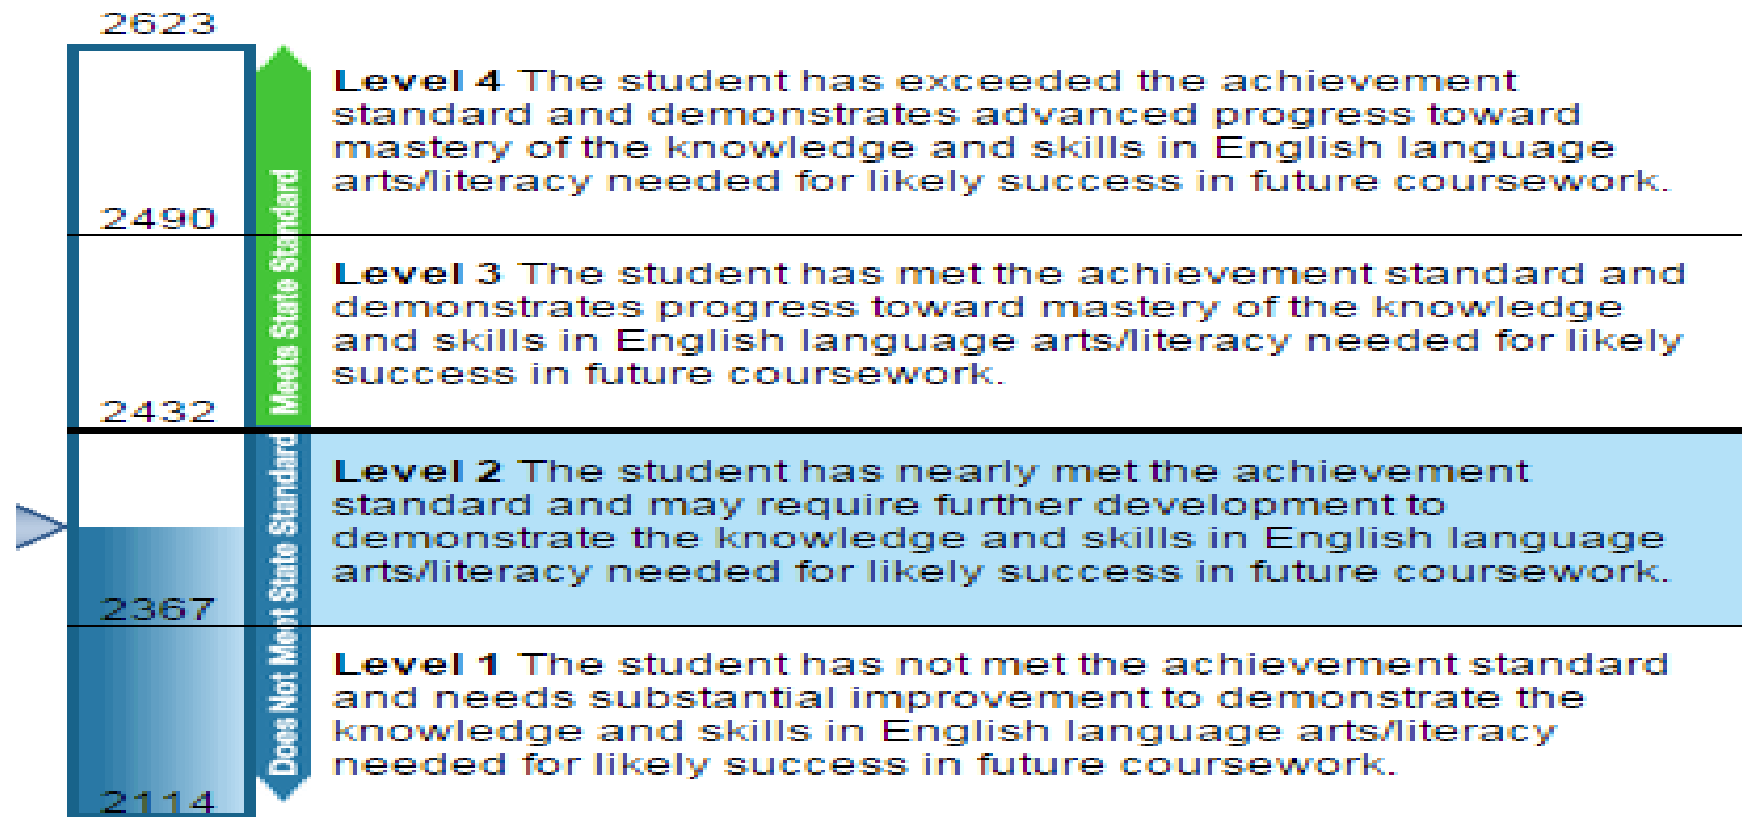 2623
Level 4 The student has exceeded the achievement
standard and demonstrates advanced progress toward
mastery of the knowledge and skills in English language
arts/literacy needed for likely success in future coursework.
2490
Level 3 The student has met the achievement standard and
demonstrates progress toward mastery of the knowledge
and skills in English language arts/literacy needed for likely
success in future coursework.
2432
Meets State Standard
Level 2 The student has nearly met the achievement
standard and may require further development to
demonstrate the knowledge and skills in English language
arts/literacy needed for likely success in future coursework.
2367
Level 1 The student has not met the achievement standard
and needs substantial improvement to demonstrate the
knowledge and skills in English language arts/literacy
needed for likely success in future coursework.
2114
Does Not Meet State Standard